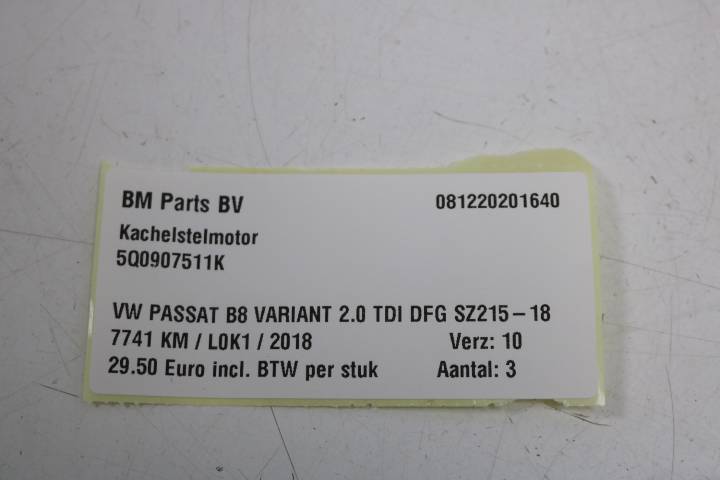 BM Parts BV 081220201640
Kachelstelmotor
5Q0907511K
VW PASSAT B8 VARIANT 2.0 TDI DFG SZ215-18
7741 KM / L0K1 / 2018 Verz: 10
29.50 Euro incl. BTW per stuk Aantal: 3